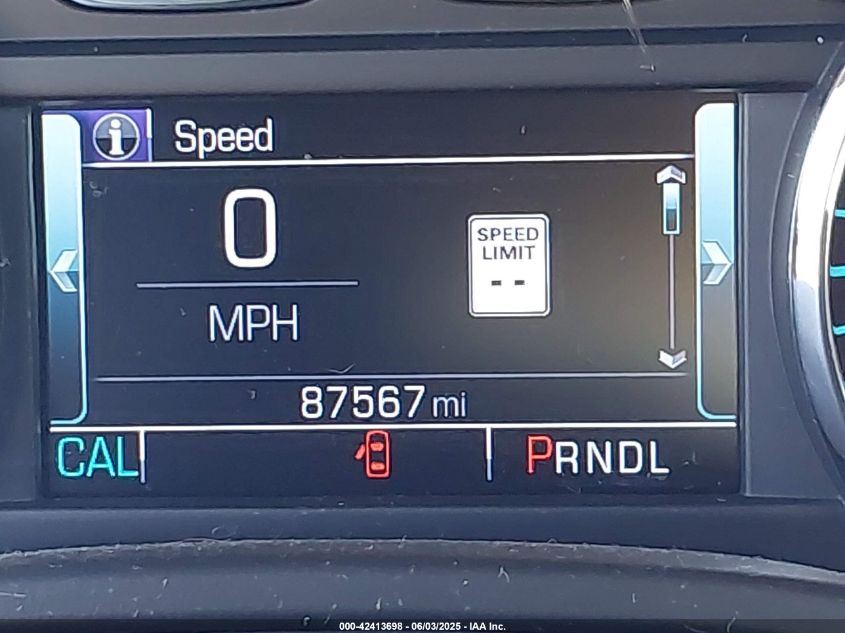 i Speed
0
MPH
SPEED
LIMIT
--
87567 mi
CAL
PRNDL
000-42413698 - 06/03/2025 - IAA Inc.